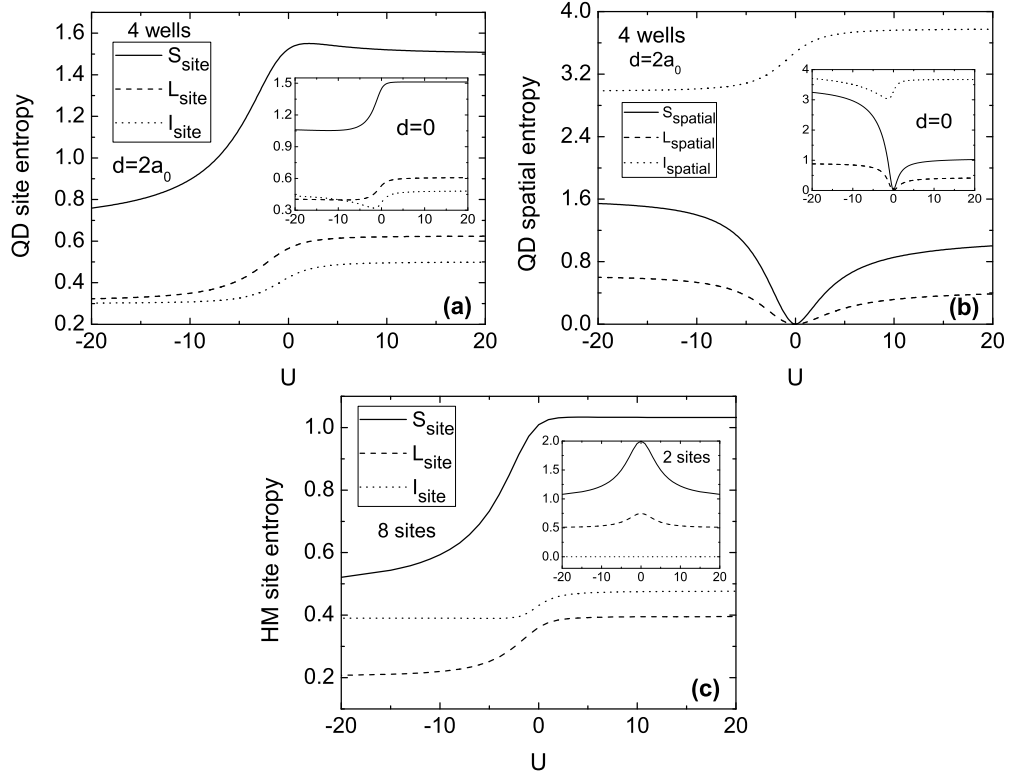 4 wells
S_site
L_site
I_site
d=2a₀
d=0
1.5
1.2
0.9
0.6
0.3
-20 -10 0 10 20
1.6
1.4
1.2
1.0
0.8
0.6
0.4
0.2
QD site entropy
(a)
-20 -10 0 10 20
U
4 wells
d=2a₀
S_spatial
L_spatial
I_spatial
d=0
4
3
2
1
0
-20 -10 0 10 20
4.0
3.2
2.4
1.6
0.8
0.0
QD spatial entropy
(b)
-20 -10 0 10 20
U
S_site
L_site
I_site
8 sites
2 sites
2.0
1.5
1.0
0.5
0.0
-20 -10 0 10 20
1.0
0.8
0.6
0.4
0.2
HM site entropy
(c)
-20 -10 0 10 20
U